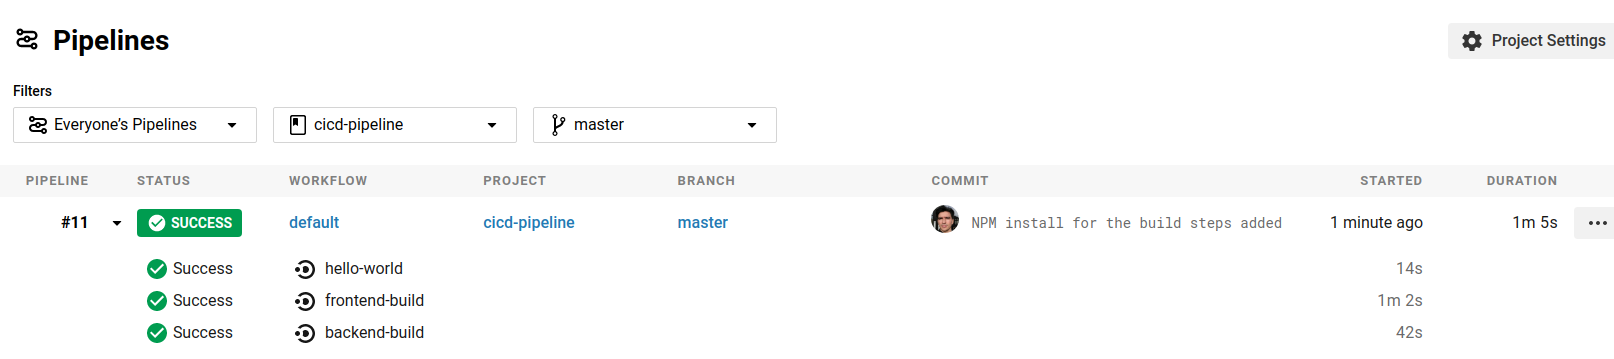 Pipelines
Project Settings
Filters
Everyone’s Pipelines cicd-pipeline master
PIPELINE STATUS WORKFLOW PROJECT BRANCH COMMIT STARTED DURATION
#11 SUCCESS default cicd-pipeline master NPM install for the build steps added 1 minute ago 1m 5s
Success hello-world 14s
Success frontend-build 1m 2s
Success backend-build 42s